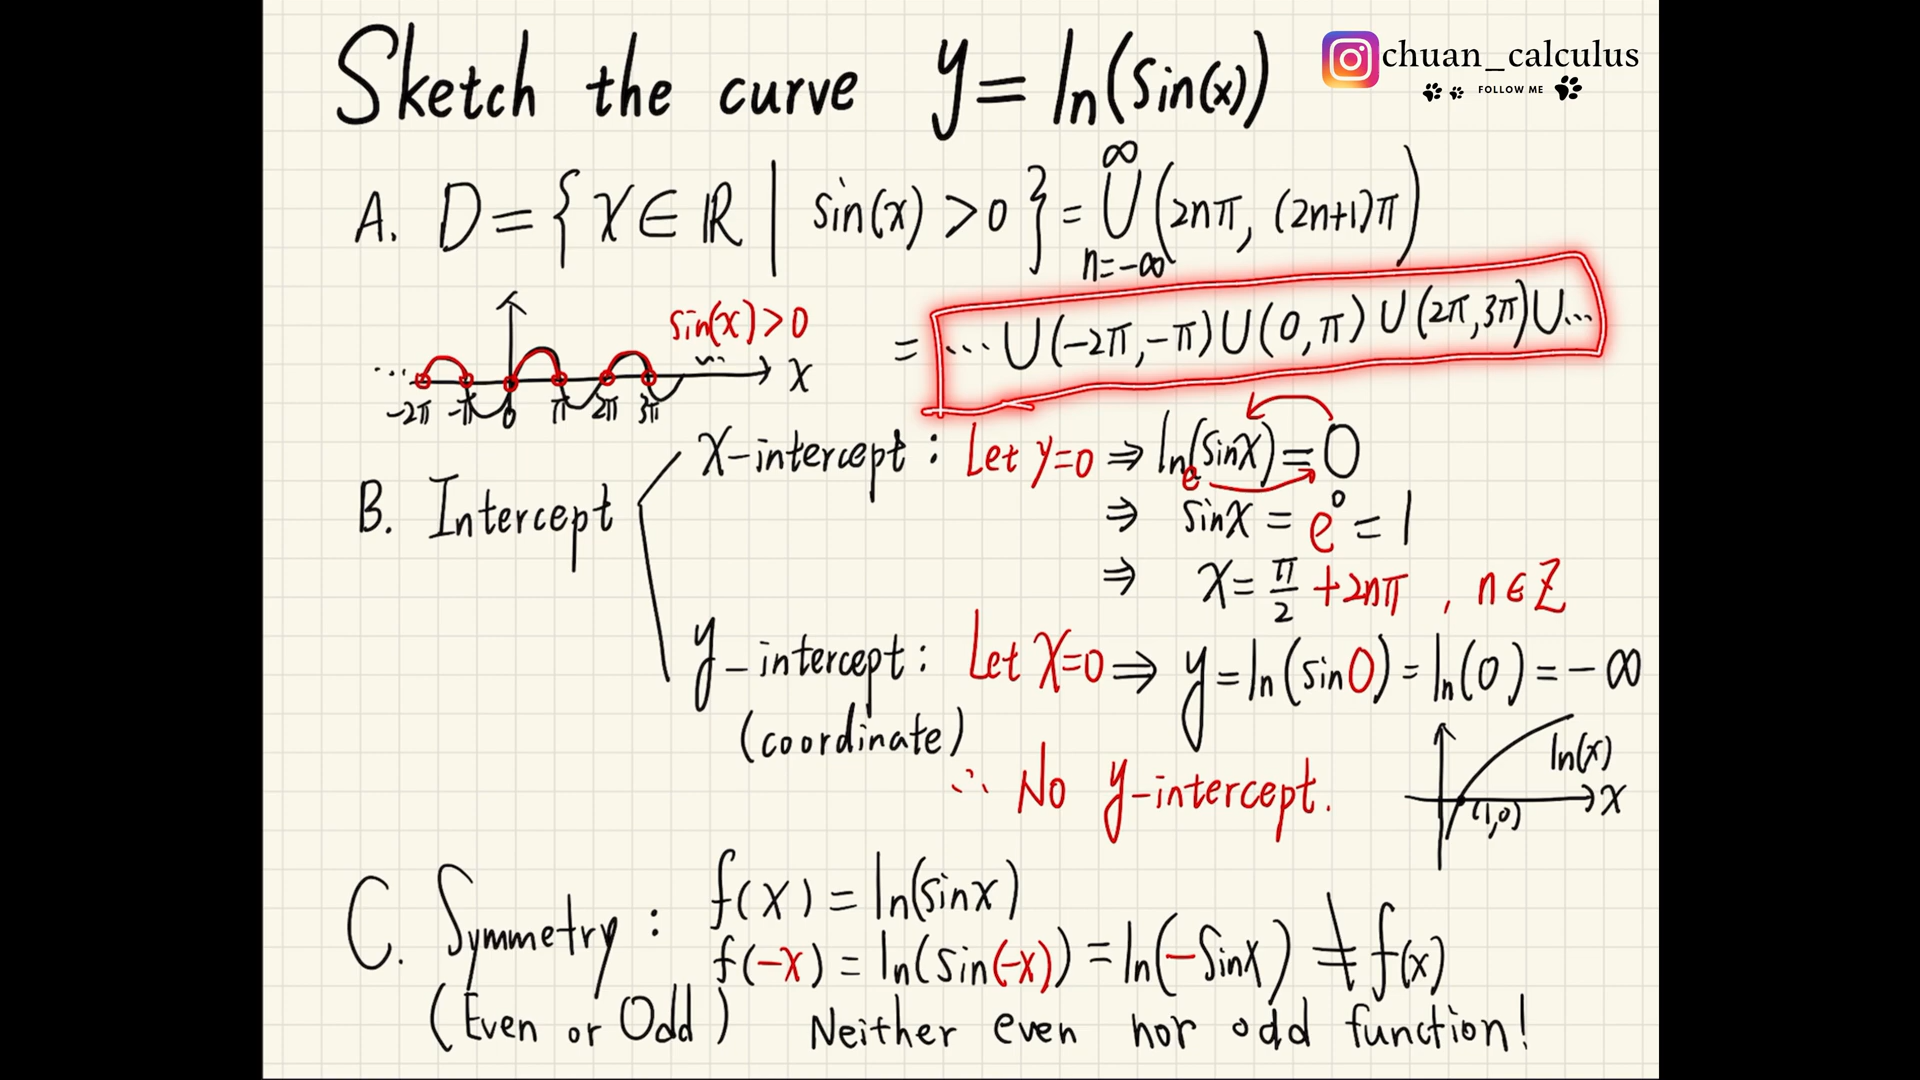 Sketch the curve y = ln(sin(x))
chuan_calculus
FOLLOW ME
A. D = { x ∈ ℝ | sin(x) > 0 } = ∞ ⋃ n=-∞ (2nπ, (2n+1)π)
= ... ∪ (-2π, -π) ∪ (0, π) ∪ (2π, 3π) ∪ ...
sin(x) > 0
... -2π -π 0 π 2π 3π ... x
B. Intercept
x-intercept : Let y=0 ⇒ ln(sinx) = 0
e
⇒ sinx = e⁰ = 1
⇒ x = π/2 + 2nπ , n ∈ Z
y-intercept : Let x=0 ⇒ y = ln(sin0) = ln(0) = -∞
(coordinate)
∴ No y-intercept.
ln(x)
(1,0) x
C. Symmetry : f(x) = ln(sinx)
f(-x) = ln(sin(-x)) = ln(-sinx) ≠ f(x)
(Even or Odd) Neither even nor odd function!